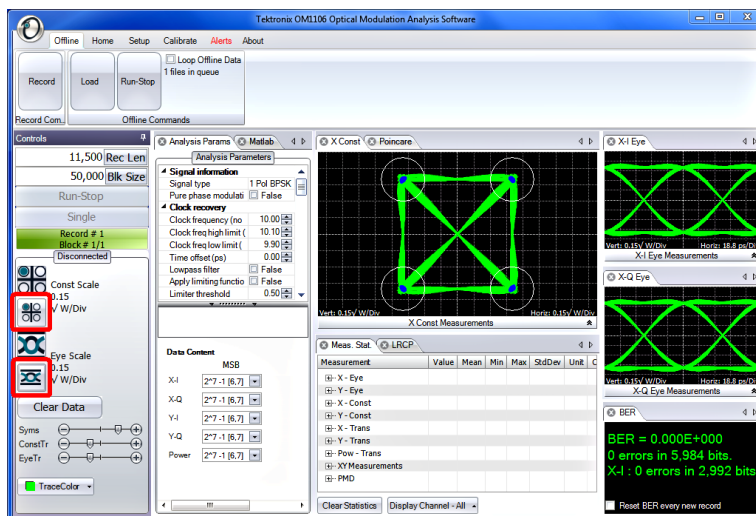 Tektronix OM1106 Optical Modulation Analysis Software
Offline Home Setup Calibrate Alerts About
Record
Load
Run-Stop
Loop Offline Data
1 files in queue
Record Com..
Offline Commands
Controls
11,500 Rec Len
50,000 Blk Size
Run-Stop
Single
Record # 1
Block # 1/1
Disconnected
Const Scale
0.15
√ W/Div
Eye Scale
0.15
√ W/Div
Clear Data
Syms
ConstTr
EyeTr
TraceColor
Analysis Params Matlab
Analysis Parameters
Signal information
Signal type 1 Pol BPSK
Pure phase modulati False
Clock recovery
Clock frequency (no 10.00
Clock freq high limit ( 10.10
Clock freq low limit ( 9.90
Time offset (ps) 0.00
Lowpass filter False
Apply limiting functio False
Limiter threshold 0.50
Data Content
MSB
X-I 2^7 -1 [6,7]
X-Q 2^7 -1 [6,7]
Y-I 2^7 -1 [6,7]
Y-Q 2^7 -1 [6,7]
Power 2^7 -1 [6,7]
X Const Poincare
Vert: 0.15√ W/Div Horiz: 0.15√ W/Div
X Const Measurements
Meas. Stat. LRCP
Measurement Value Mean Min Max StdDev Unit C
X - Eye
Y - Eye
X - Const
Y - Const
X - Trans
Y - Trans
Pow - Trans
XY Measurements
PMD
Clear Statistics Display Channel - All
X-I Eye
Vert: 0.15√ W/Div Horiz: 18.8 ps/Di
X-I Eye Measurements
X-Q Eye
Vert: 0.15√ W/Div Horiz: 18.8 ps/Di
X-Q Eye Measurements
BER
BER = 0.000E+000
0 errors in 5,984 bits.
X-I : 0 errors in 2,992 bits
Reset BER every new record